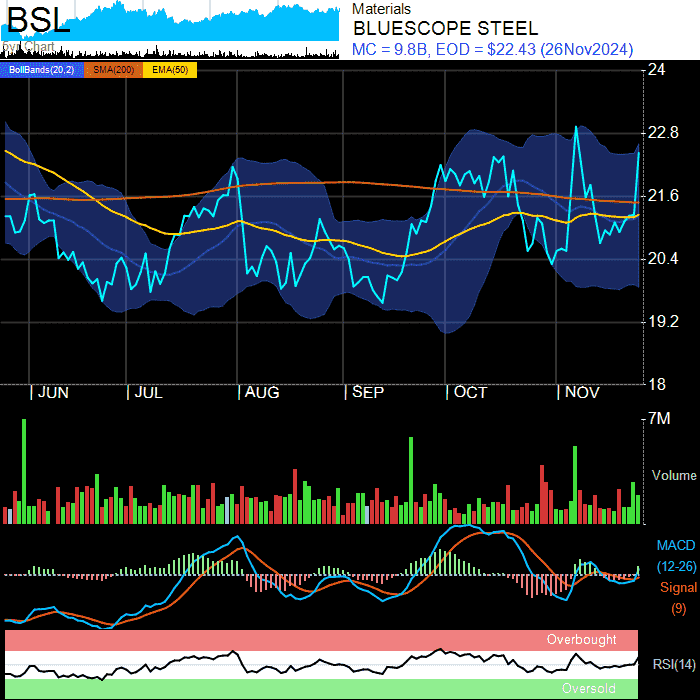 BSL
Materials
BLUESCOPE STEEL
MC = 9.8B, EOD = $22.43 (26Nov2024)
BollBands(20,2) SMA(200) EMA(50)
24
22.8
21.6
20.4
19.2
18
JUN JUL AUG SEP OCT NOV
7M
Volume
MACD
(12-26)
Signal
(9)
Overbought
RSI(14)
Oversold